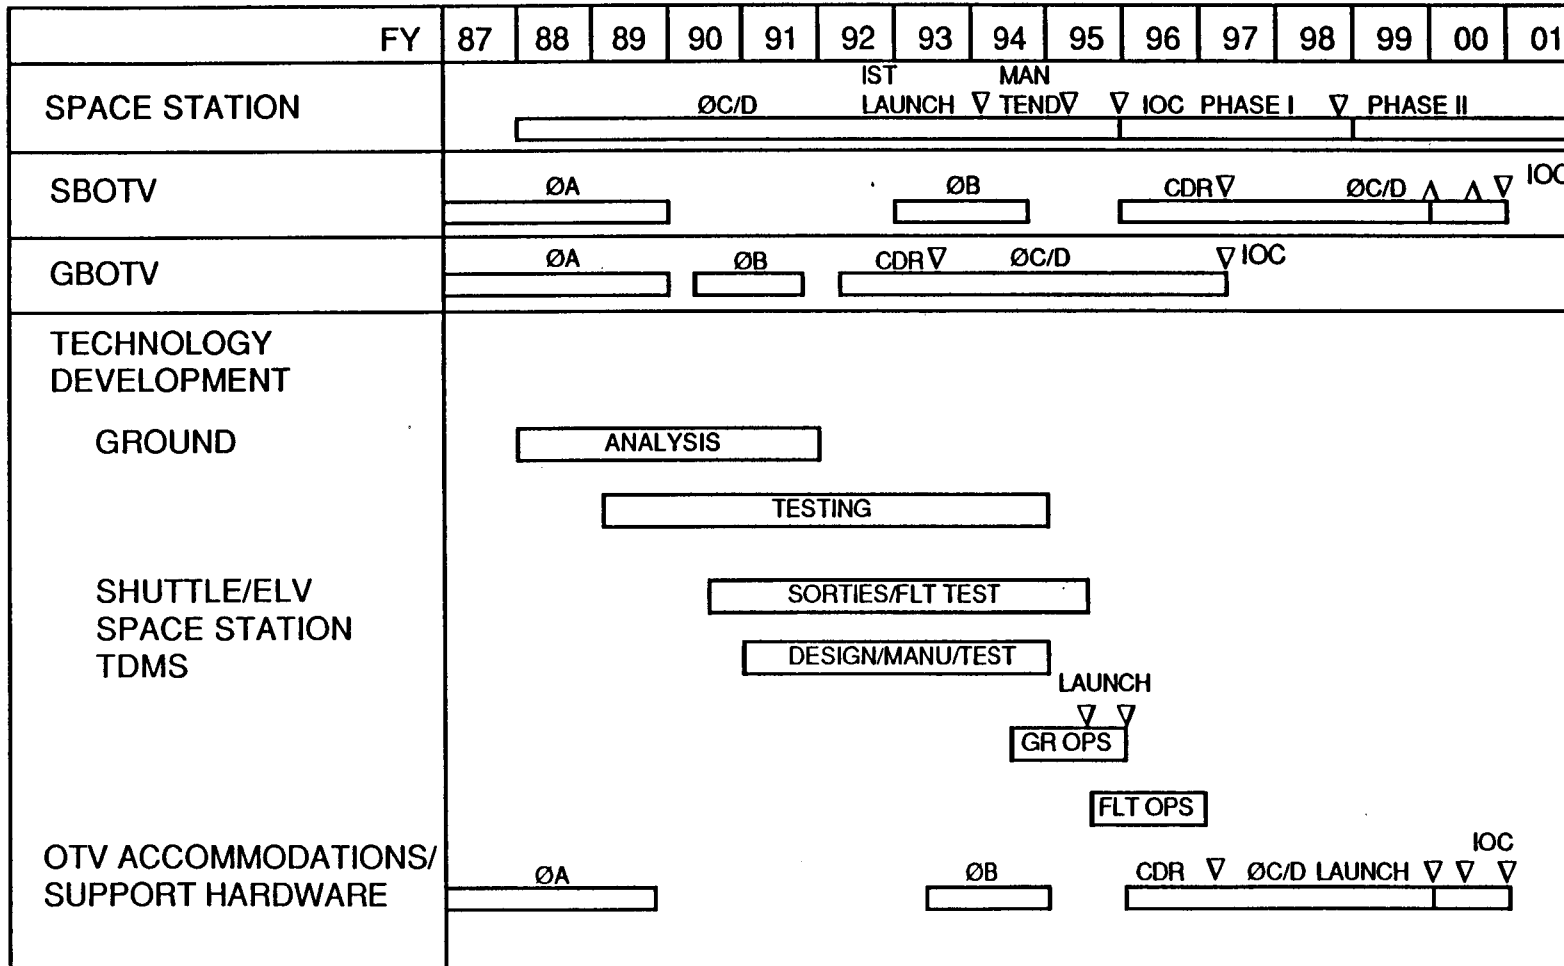 FY 87 88 89 90 91 92 93 94 95 96 97 98 99 00 01
IST MAN
SPACE STATION ØC/D LAUNCH TEND IOC PHASE I PHASE II
SBOTV ØA ØB CDR ØC/D IOC
GBOTV ØA ØB CDR ØC/D IOC
TECHNOLOGY
DEVELOPMENT
GROUND ANALYSIS
TESTING
SHUTTLE/ELV SORTIES/FLT TEST
SPACE STATION
TDMS DESIGN/MANU/TEST
LAUNCH
GR OPS
FLT OPS
IOC
OTV ACCOMMODATIONS/
SUPPORT HARDWARE ØA ØB CDR ØC/D LAUNCH